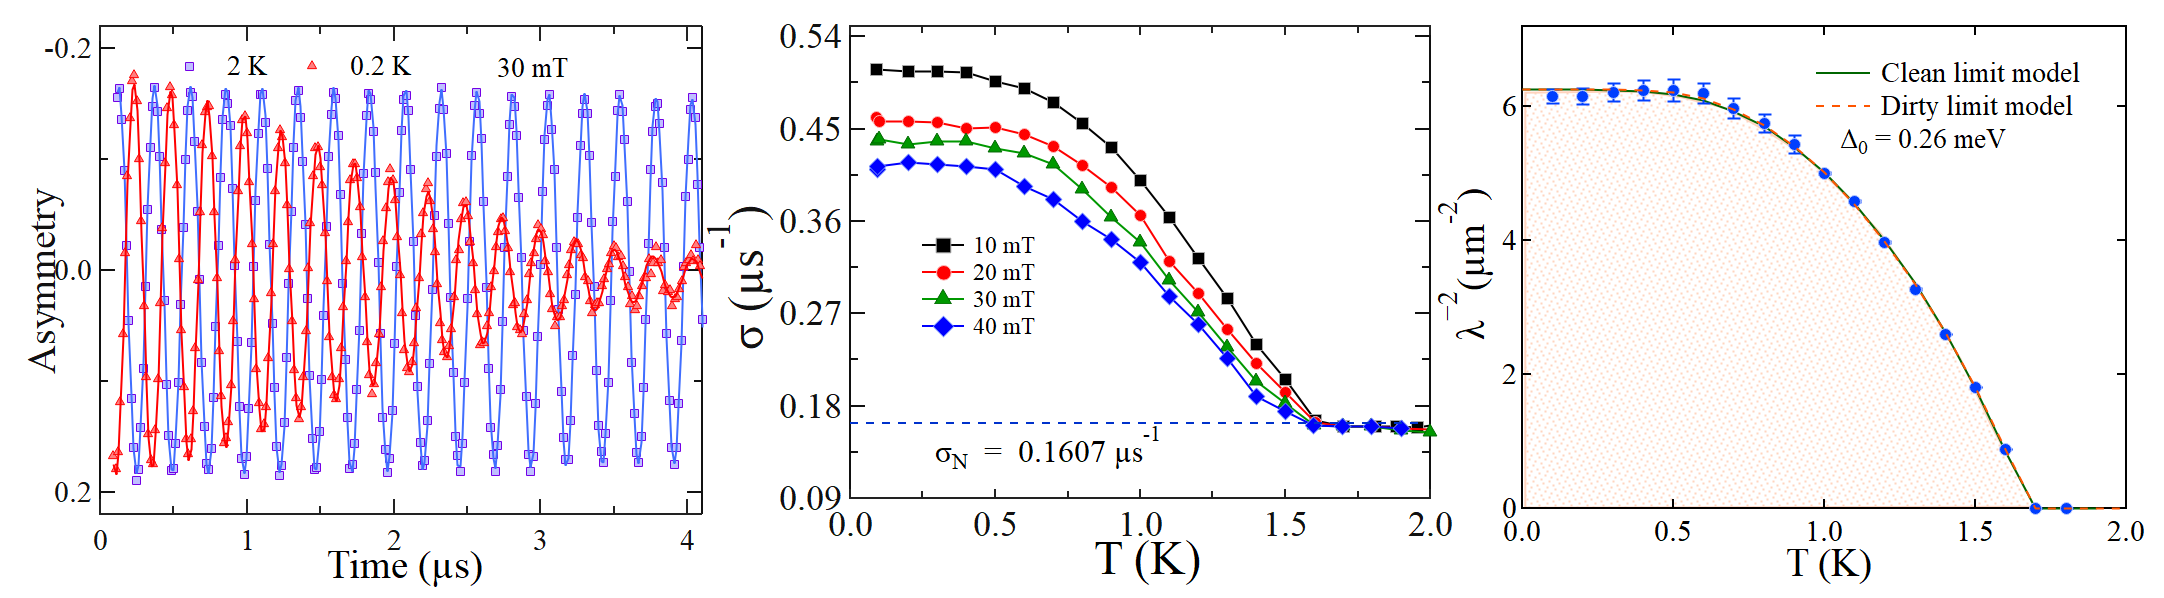 -0.2
0.0
0.2
Asymmetry
2 K
0.2 K
30 mT
0
1
2
3
4
Time (µs)
0.54
0.45
0.36
0.27
0.18
0.09
σ (µs⁻¹)
10 mT
20 mT
30 mT
40 mT
σN = 0.1607 µs⁻¹
0.0
0.5
1.0
1.5
2.0
T (K)
6
4
2
0
λ⁻² (µm⁻²)
Clean limit model
Dirty limit model
Δ₀ = 0.26 meV
0.0
0.5
1.0
1.5
2.0
T (K)